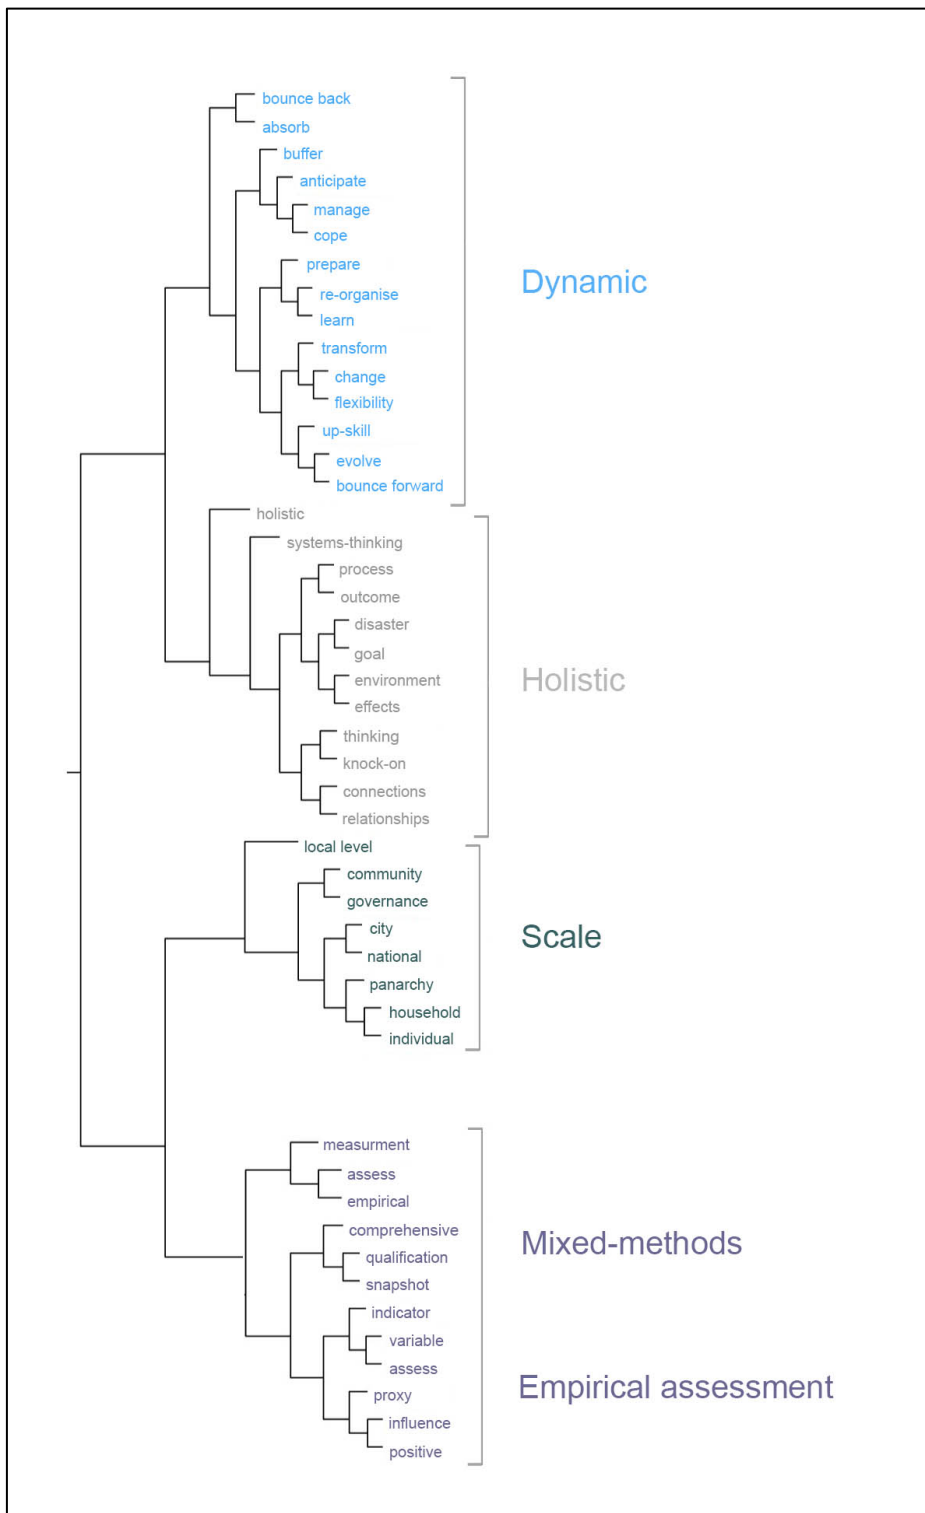 bounce back
absorb
buffer
anticipate
manage
cope
prepare
re-organise
learn
transform
change
flexibility
up-skill
evolve
bounce forward
Dynamic
holistic
systems-thinking
process
outcome
disaster
goal
environment
effects
thinking
knock-on
connections
relationships
Holistic
local level
community
governance
city
national
panarchy
household
individual
Scale
measurment
assess
empirical
comprehensive
qualification
snapshot
indicator
variable
assess
proxy
influence
positive
Mixed-methods
Empirical assessment